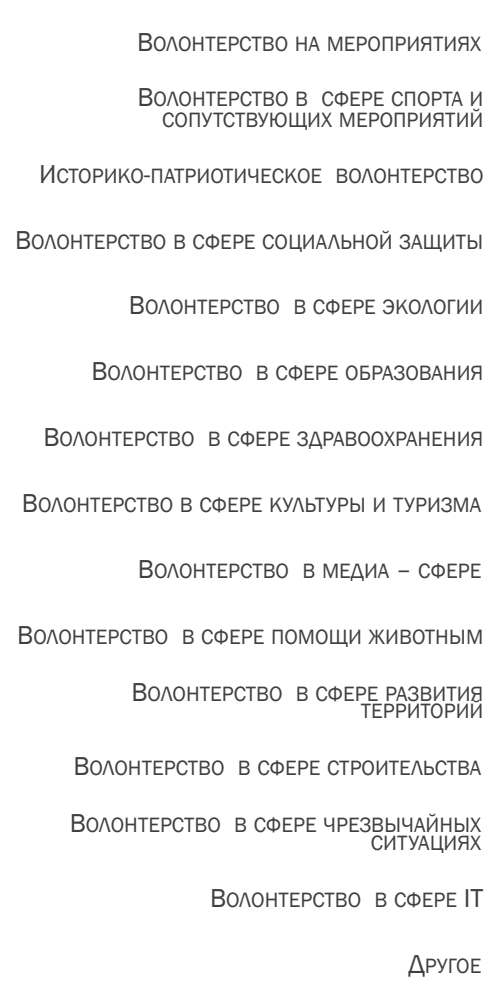 Волонтерство на мероприятиях
Волонтерство в сфере спорта и
сопутствующих мероприятий
Историко-патриотическое волонтерство
Волонтерство в сфере социальной защиты
Волонтерство в сфере экологии
Волонтерство в сфере образования
Волонтерство в сфере здравоохранения
Волонтерство в сфере культуры и туризма
Волонтерство в медиа – сфере
Волонтерство в сфере помощи животным
Волонтерство в сфере развития
территорий
Волонтерство в сфере строительства
Волонтерство в сфере чрезвычайных
ситуациях
Волонтерство в сфере IT
Другое